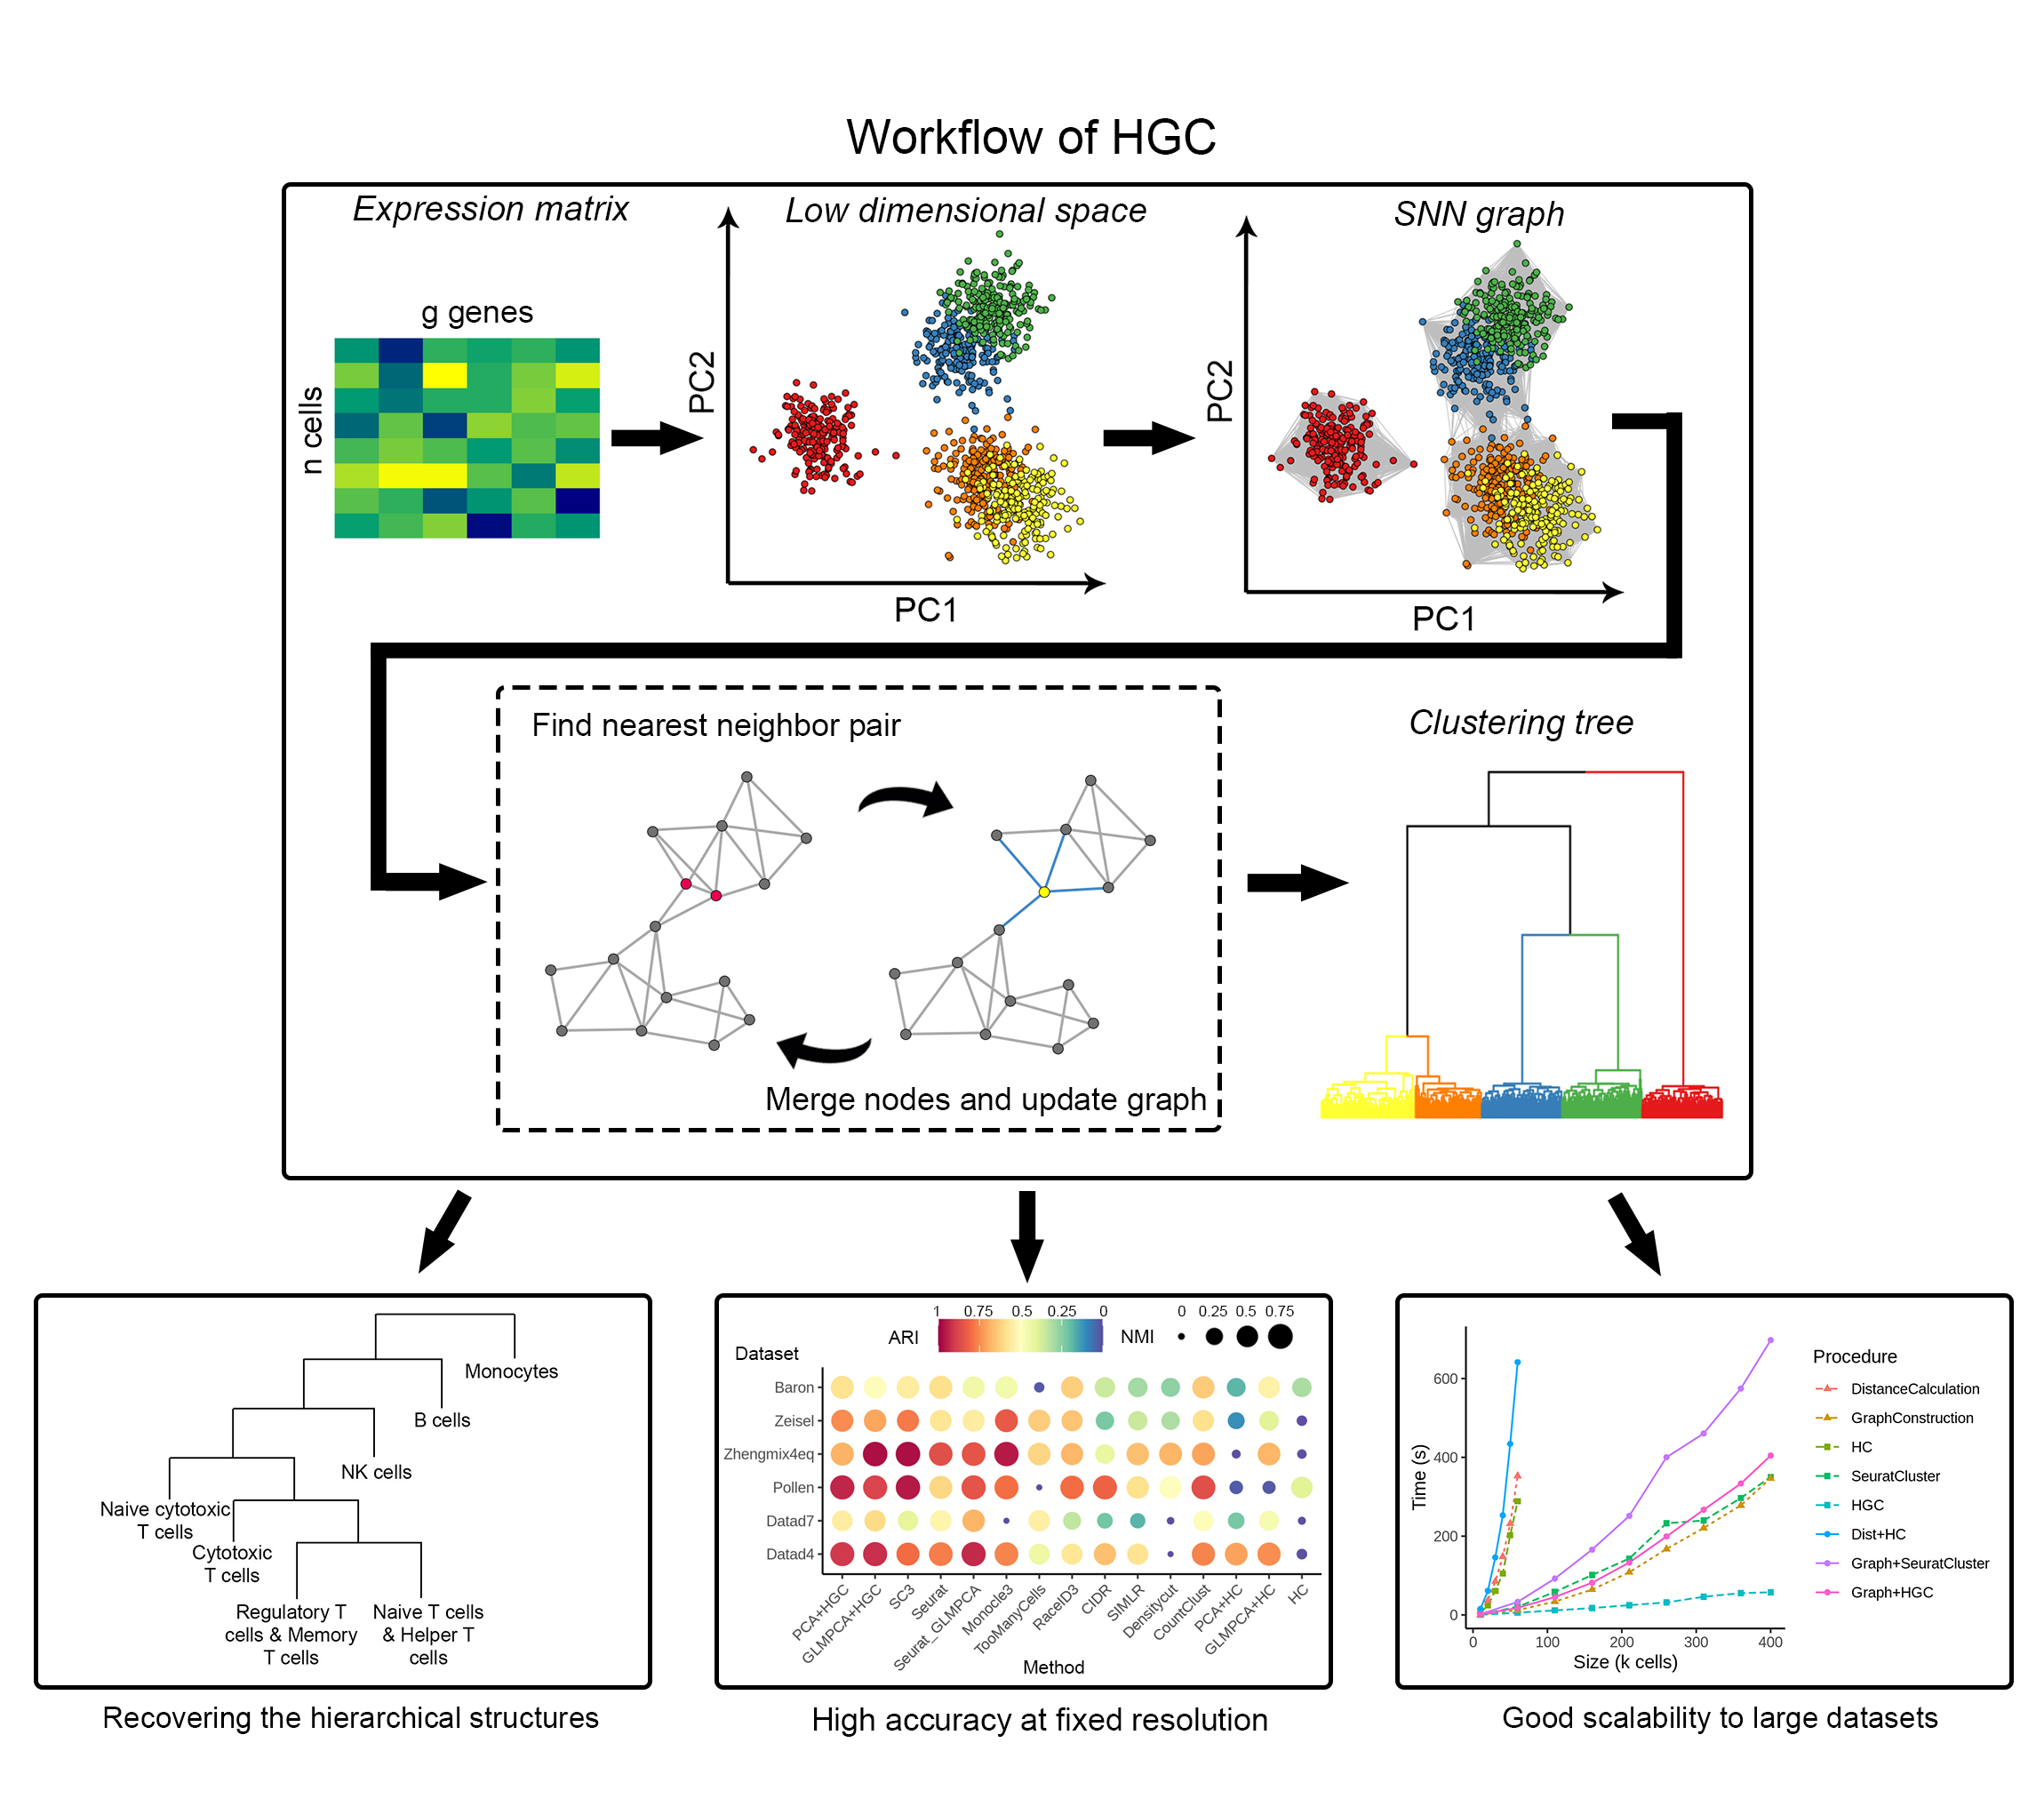 Workflow of HGC
Expression matrix
Low dimensional space
SNN graph
g genes
n cells
PC2
PC1
PC2
PC1
Find nearest neighbor pair
Merge nodes and update graph
Clustering tree
Monocytes
B cells
NK cells
Naive cytotoxic
T cells
Cytotoxic
T cells
Regulatory T
cells & Memory
T cells
Naive T cells
& Helper T
cells
Recovering the hierarchical structures
ARI
1 0.75 0.5 0.25 0
NMI
0 0.25 0.5 0.75
Dataset
Baron
Zeisel
Zhengmix4eq
Pollen
Datad7
Datad4
PCA+HGC
GLMPCA+HGC
SC3
Seurat
Seurat_GLMPCA
Monocle3
TooManyCells
RaceID3
CIDR
SIMLR
Densitycut
CountClust
PCA+HC
GLMPCA+HC
HC
Method
High accuracy at fixed resolution
Time (s)
600
400
200
0
0 100 200 300 400
Size (k cells)
Procedure
DistanceCalculation
GraphConstruction
HC
SeuratCluster
HGC
Dist+HC
Graph+SeuratCluster
Graph+HGC
Good scalability to large datasets